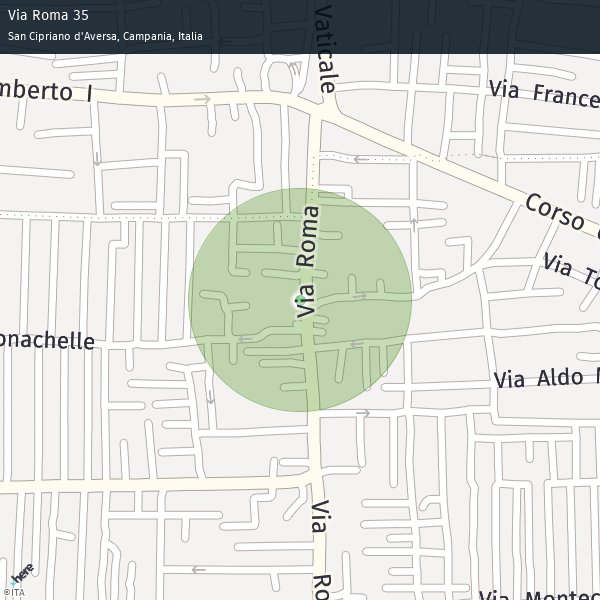 Via Roma 35
San Cipriano d'Aversa, Campania, Italia
Vaticale
mberto I
Via France
Corso
Via Roma
Via To
onachelle
Via Aldo
Via
Ro
Via Montec
here
©ITA